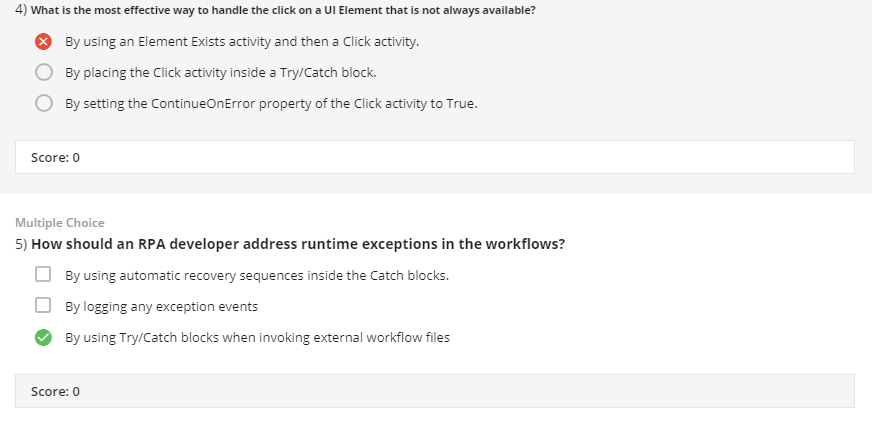 4) What is the most effective way to handle the click on a UI Element that is not always available?
By using an Element Exists activity and then a Click activity.
By placing the Click activity inside a Try/Catch block.
By setting the ContinueOnError property of the Click activity to True.
Score: 0
Multiple Choice
5) How should an RPA developer address runtime exceptions in the workflows?
By using automatic recovery sequences inside the Catch blocks.
By logging any exception events
By using Try/Catch blocks when invoking external workflow files
Score: 0